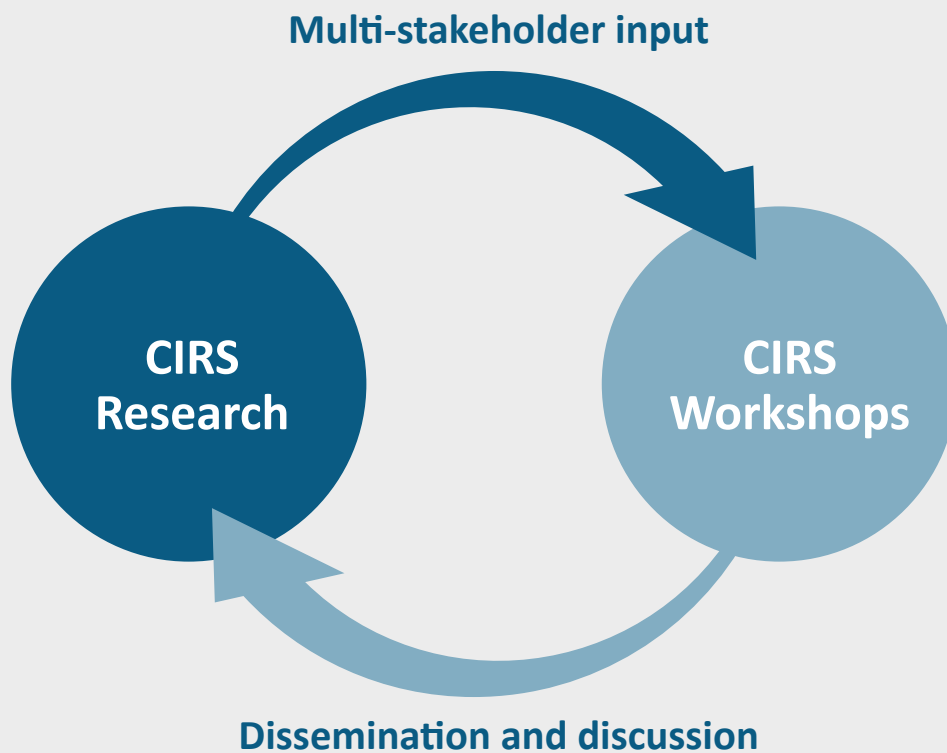 Multi-stakeholder input
CIRS
Research
CIRS
Workshops
Dissemination and discussion